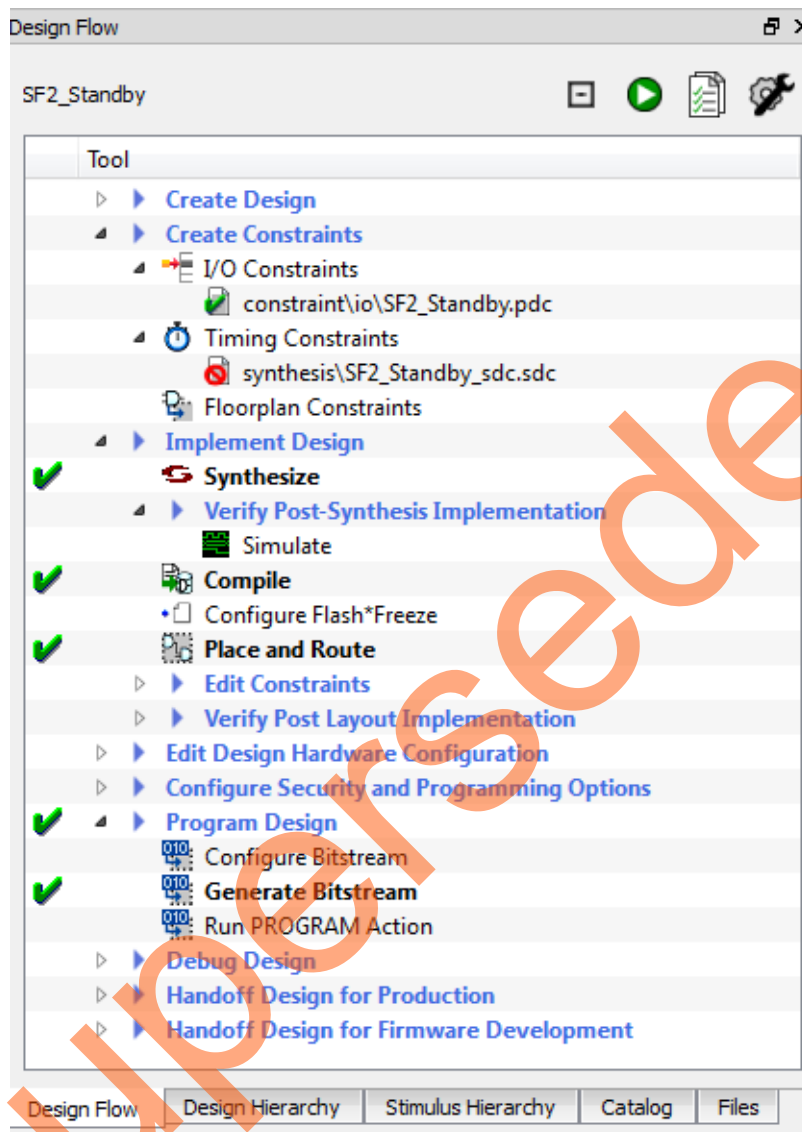 Design Flow
SF2_Standby
Tool
Create Design
Create Constraints
I/O Constraints
constraint\io\SF2_Standby.pdc
Timing Constraints
synthesis\SF2_Standby_sdc.sdc
Floorplan Constraints
Implement Design
Synthesize
Verify Post-Synthesis Implementation
Simulate
Compile
Configure Flash*Freeze
Place and Route
Edit Constraints
Verify Post Layout Implementation
Edit Design Hardware Configuration
Configure Security and Programming Options
Program Design
Configure Bitstream
Generate Bitstream
Run PROGRAM Action
Debug Design
Handoff Design for Production
Handoff Design for Firmware Development
Design Flow Design Hierarchy Stimulus Hierarchy Catalog Files
uperse